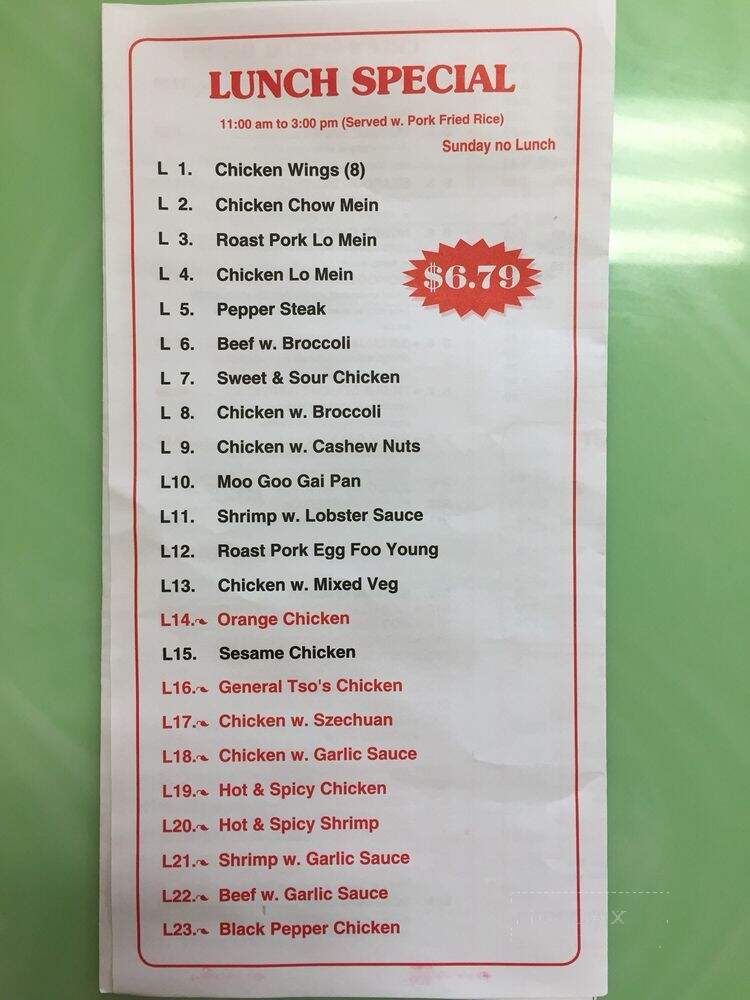 LUNCH SPECIAL
11:00 am to 3:00 pm (Served w. Pork Fried Rice)
Sunday no Lunch
L 1. Chicken Wings (8)
L 2. Chicken Chow Mein
L 3. Roast Pork Lo Mein
L 4. Chicken Lo Mein
$6.79
L 5. Pepper Steak
L 6. Beef w. Broccoli
L 7. Sweet & Sour Chicken
L 8. Chicken w. Broccoli
L 9. Chicken w. Cashew Nuts
L10. Moo Goo Gai Pan
L11. Shrimp w. Lobster Sauce
L12. Roast Pork Egg Foo Young
L13. Chicken w. Mixed Veg
L14. Orange Chicken
L15. Sesame Chicken
L16. General Tso's Chicken
L17. Chicken w. Szechuan
L18. Chicken w. Garlic Sauce
L19. Hot & Spicy Chicken
L20. Hot & Spicy Shrimp
L21. Shrimp w. Garlic Sauce
L22. Beef w. Garlic Sauce
L23. Black Pepper Chicken